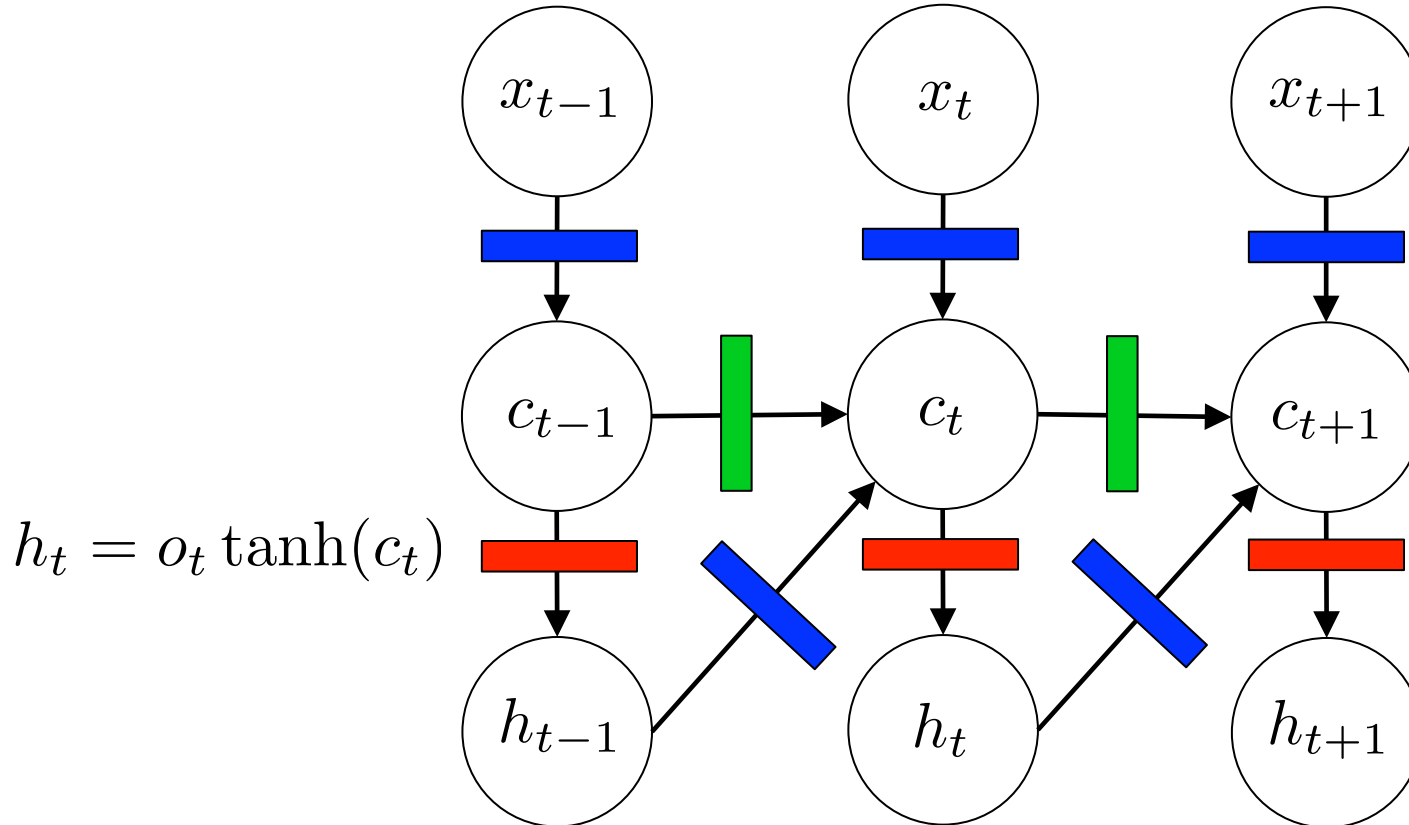 x_{t-1} x_t x_{t+1}
c_{t-1} c_t c_{t+1}
h_t = o_t tanh(c_t)
h_{t-1} h_t h_{t+1}